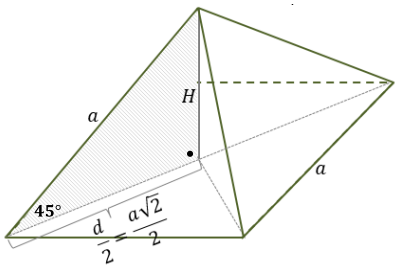 H
a
45°
a
d/2 = a√2/2